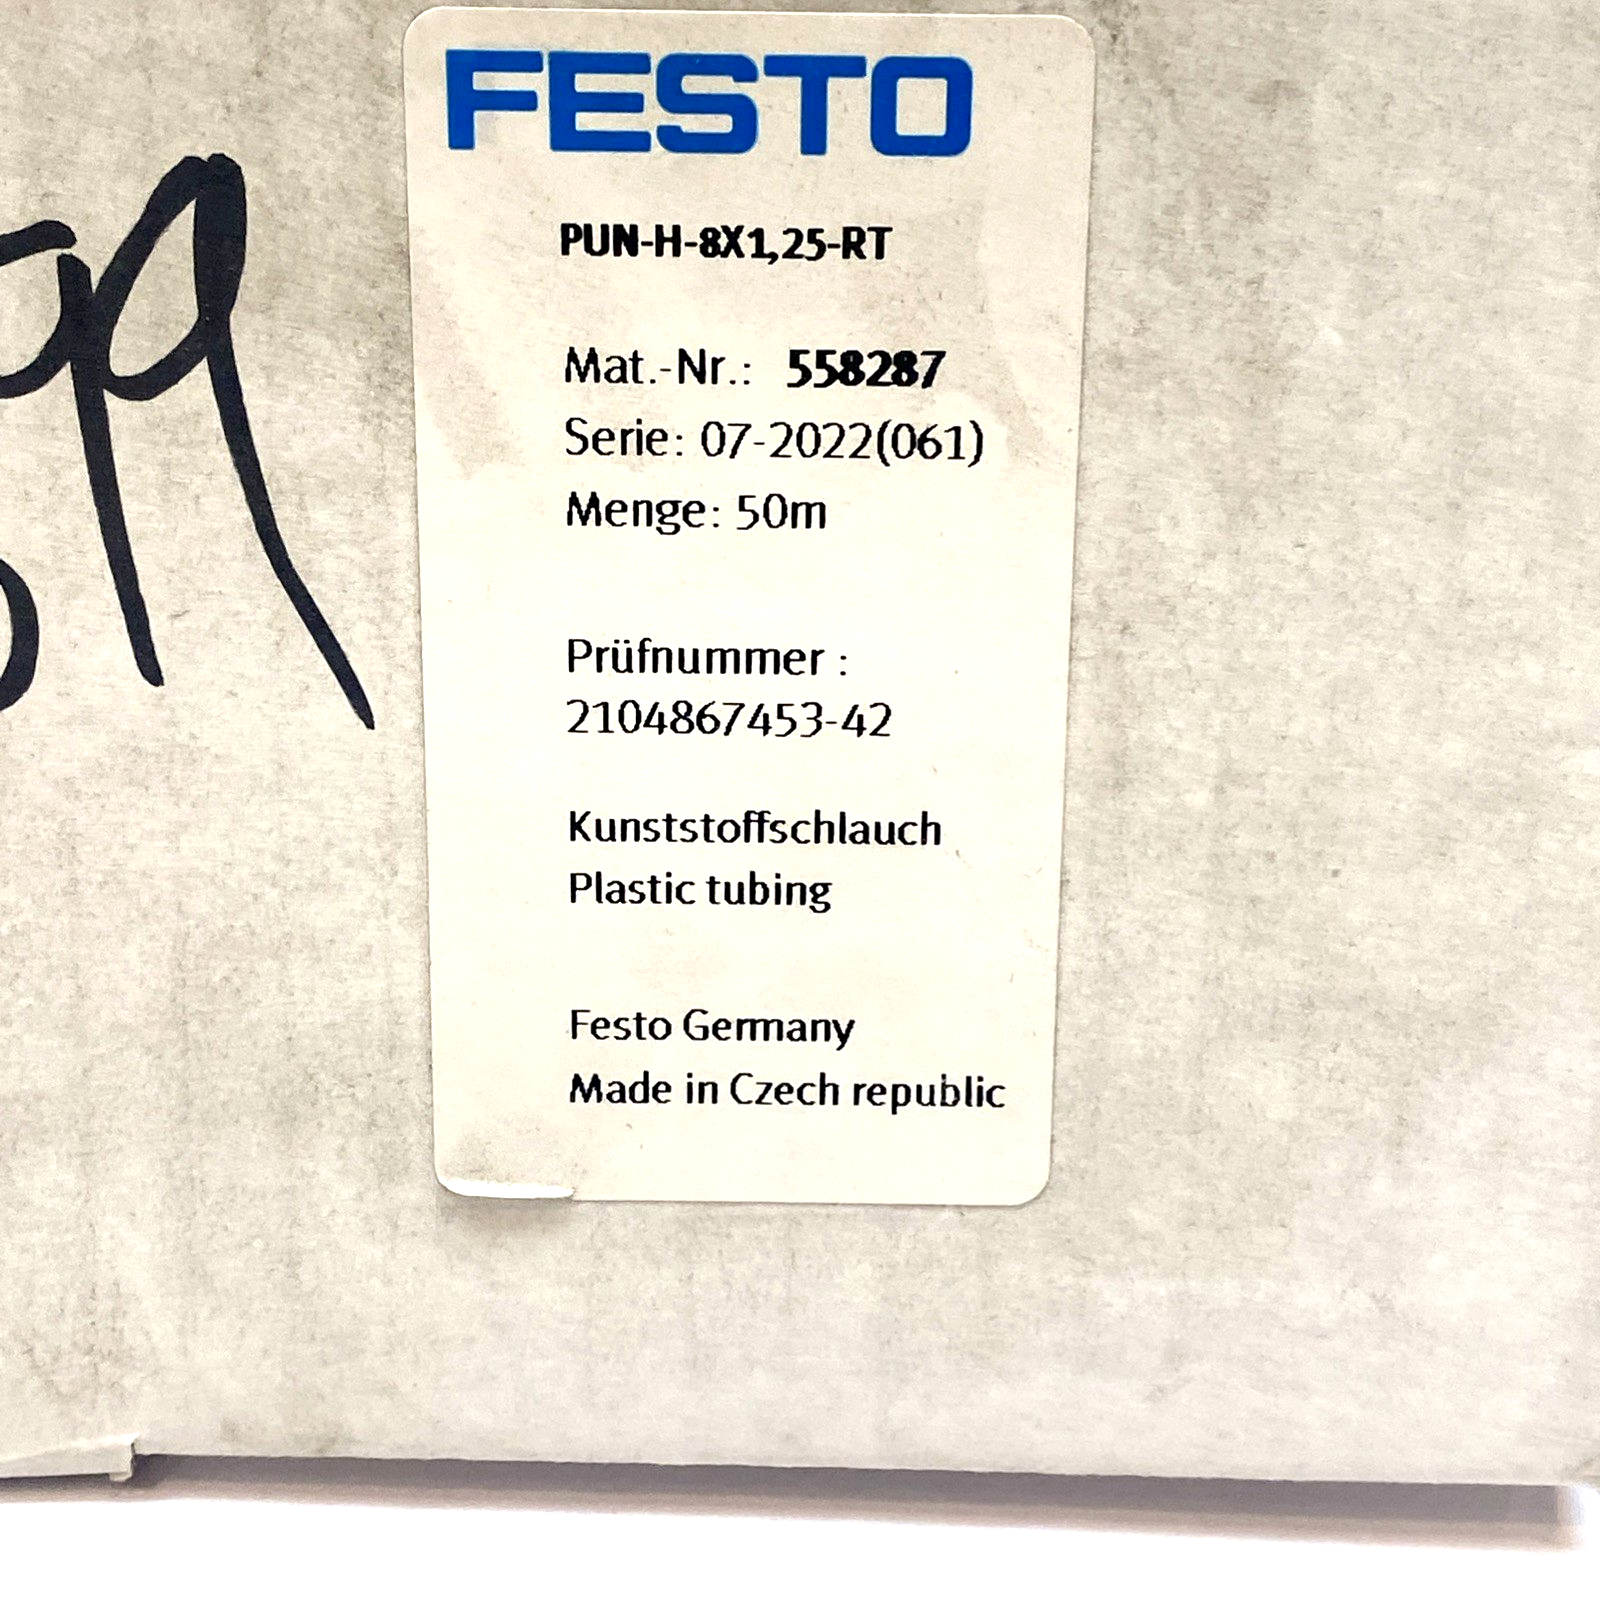 FESTO
PUN-H-8X1,25-RT
Mat.-Nr.: 558287
Serie: 07-2022(061)
Menge: 50m
Prüfnummer :
2104867453-42
Kunststoffschlauch
Plastic tubing
Festo Germany
Made in Czech republic